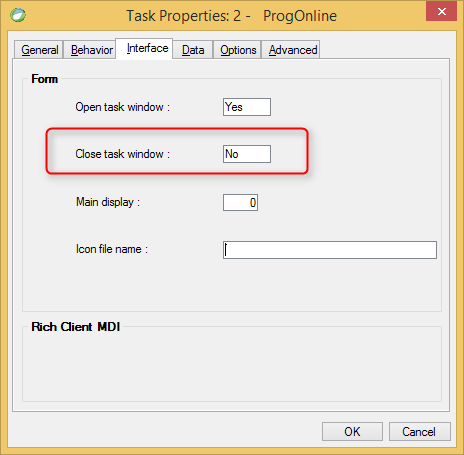 Task Properties: 2 - ProgOnline
General Behavior Interface Data Options Advanced
Form
Open task window : Yes
Close task window : No
Main display : 0
Icon file name :
Rich Client MDI
OK Cancel